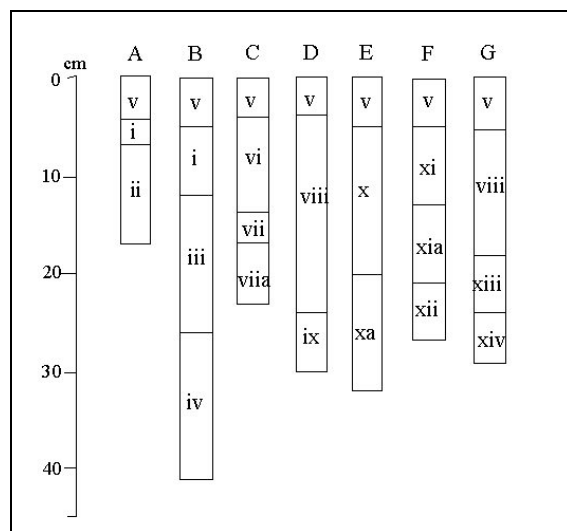 A B C D E F G
cm
0
v v v v v v v
i
i vi viii x xi viii
10
ii
vii
iii xia
20
viia xiii
xii
ix xa xiv
30
iv
40